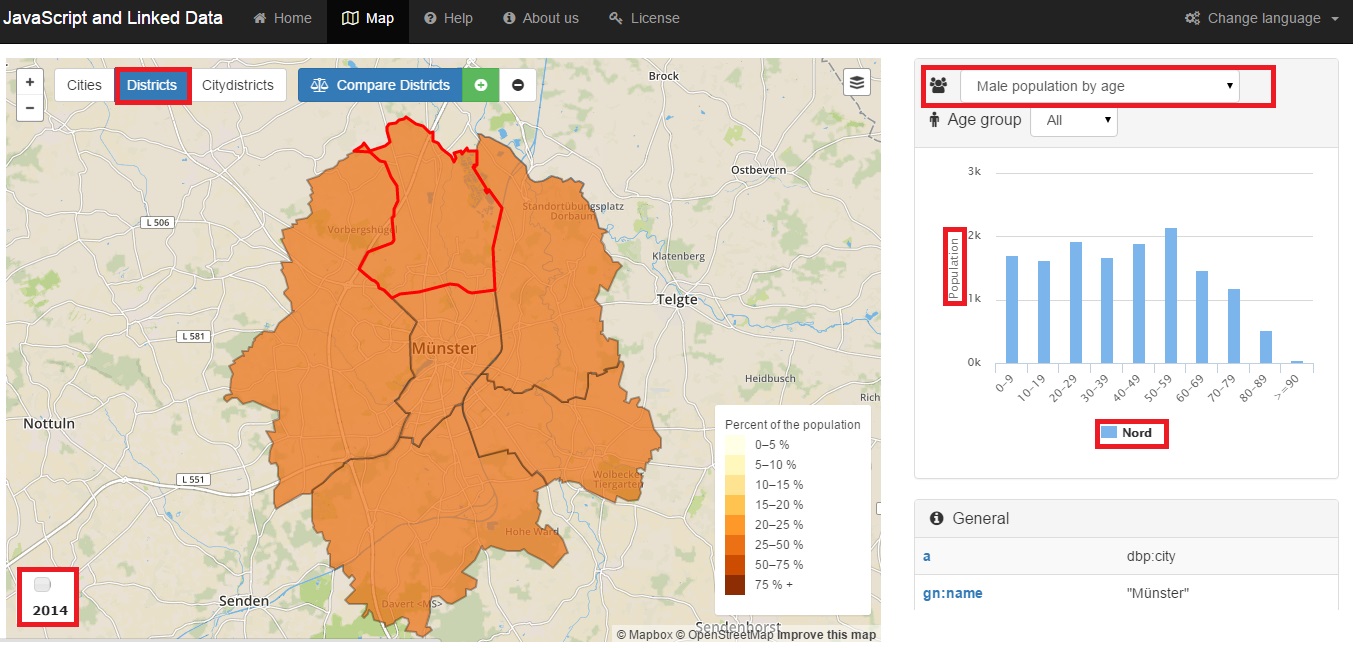 JavaScript and Linked Data Home Map Help About us License Change language
+
−
Cities Districts Citydistricts Compare Districts
Brock
Ostbevern
Standortübungsplatz
Dorbaum
L 506
Vorbergshügel
Klatenberg
Telgte
L 581
Münster
Heidbusch
Nottuln
L 551
Wolbecker
Tiergarten
Hohe Ward
Senden
Davert <MS>
Sendenhorst
Percent of the population
0–5 %
5–10 %
10–15 %
15–20 %
20–25 %
25–50 %
50–75 %
75 % +
2014
© Mapbox © OpenStreetMap Improve this map
Male population by age
Age group All
3k
2k
1k
0k
Population
0-9 10-19 20-29 30-39 40-49 50-59 60-69 70-79 80-89 >=90
Nord
General
a dbp:city
gn:name "Münster"